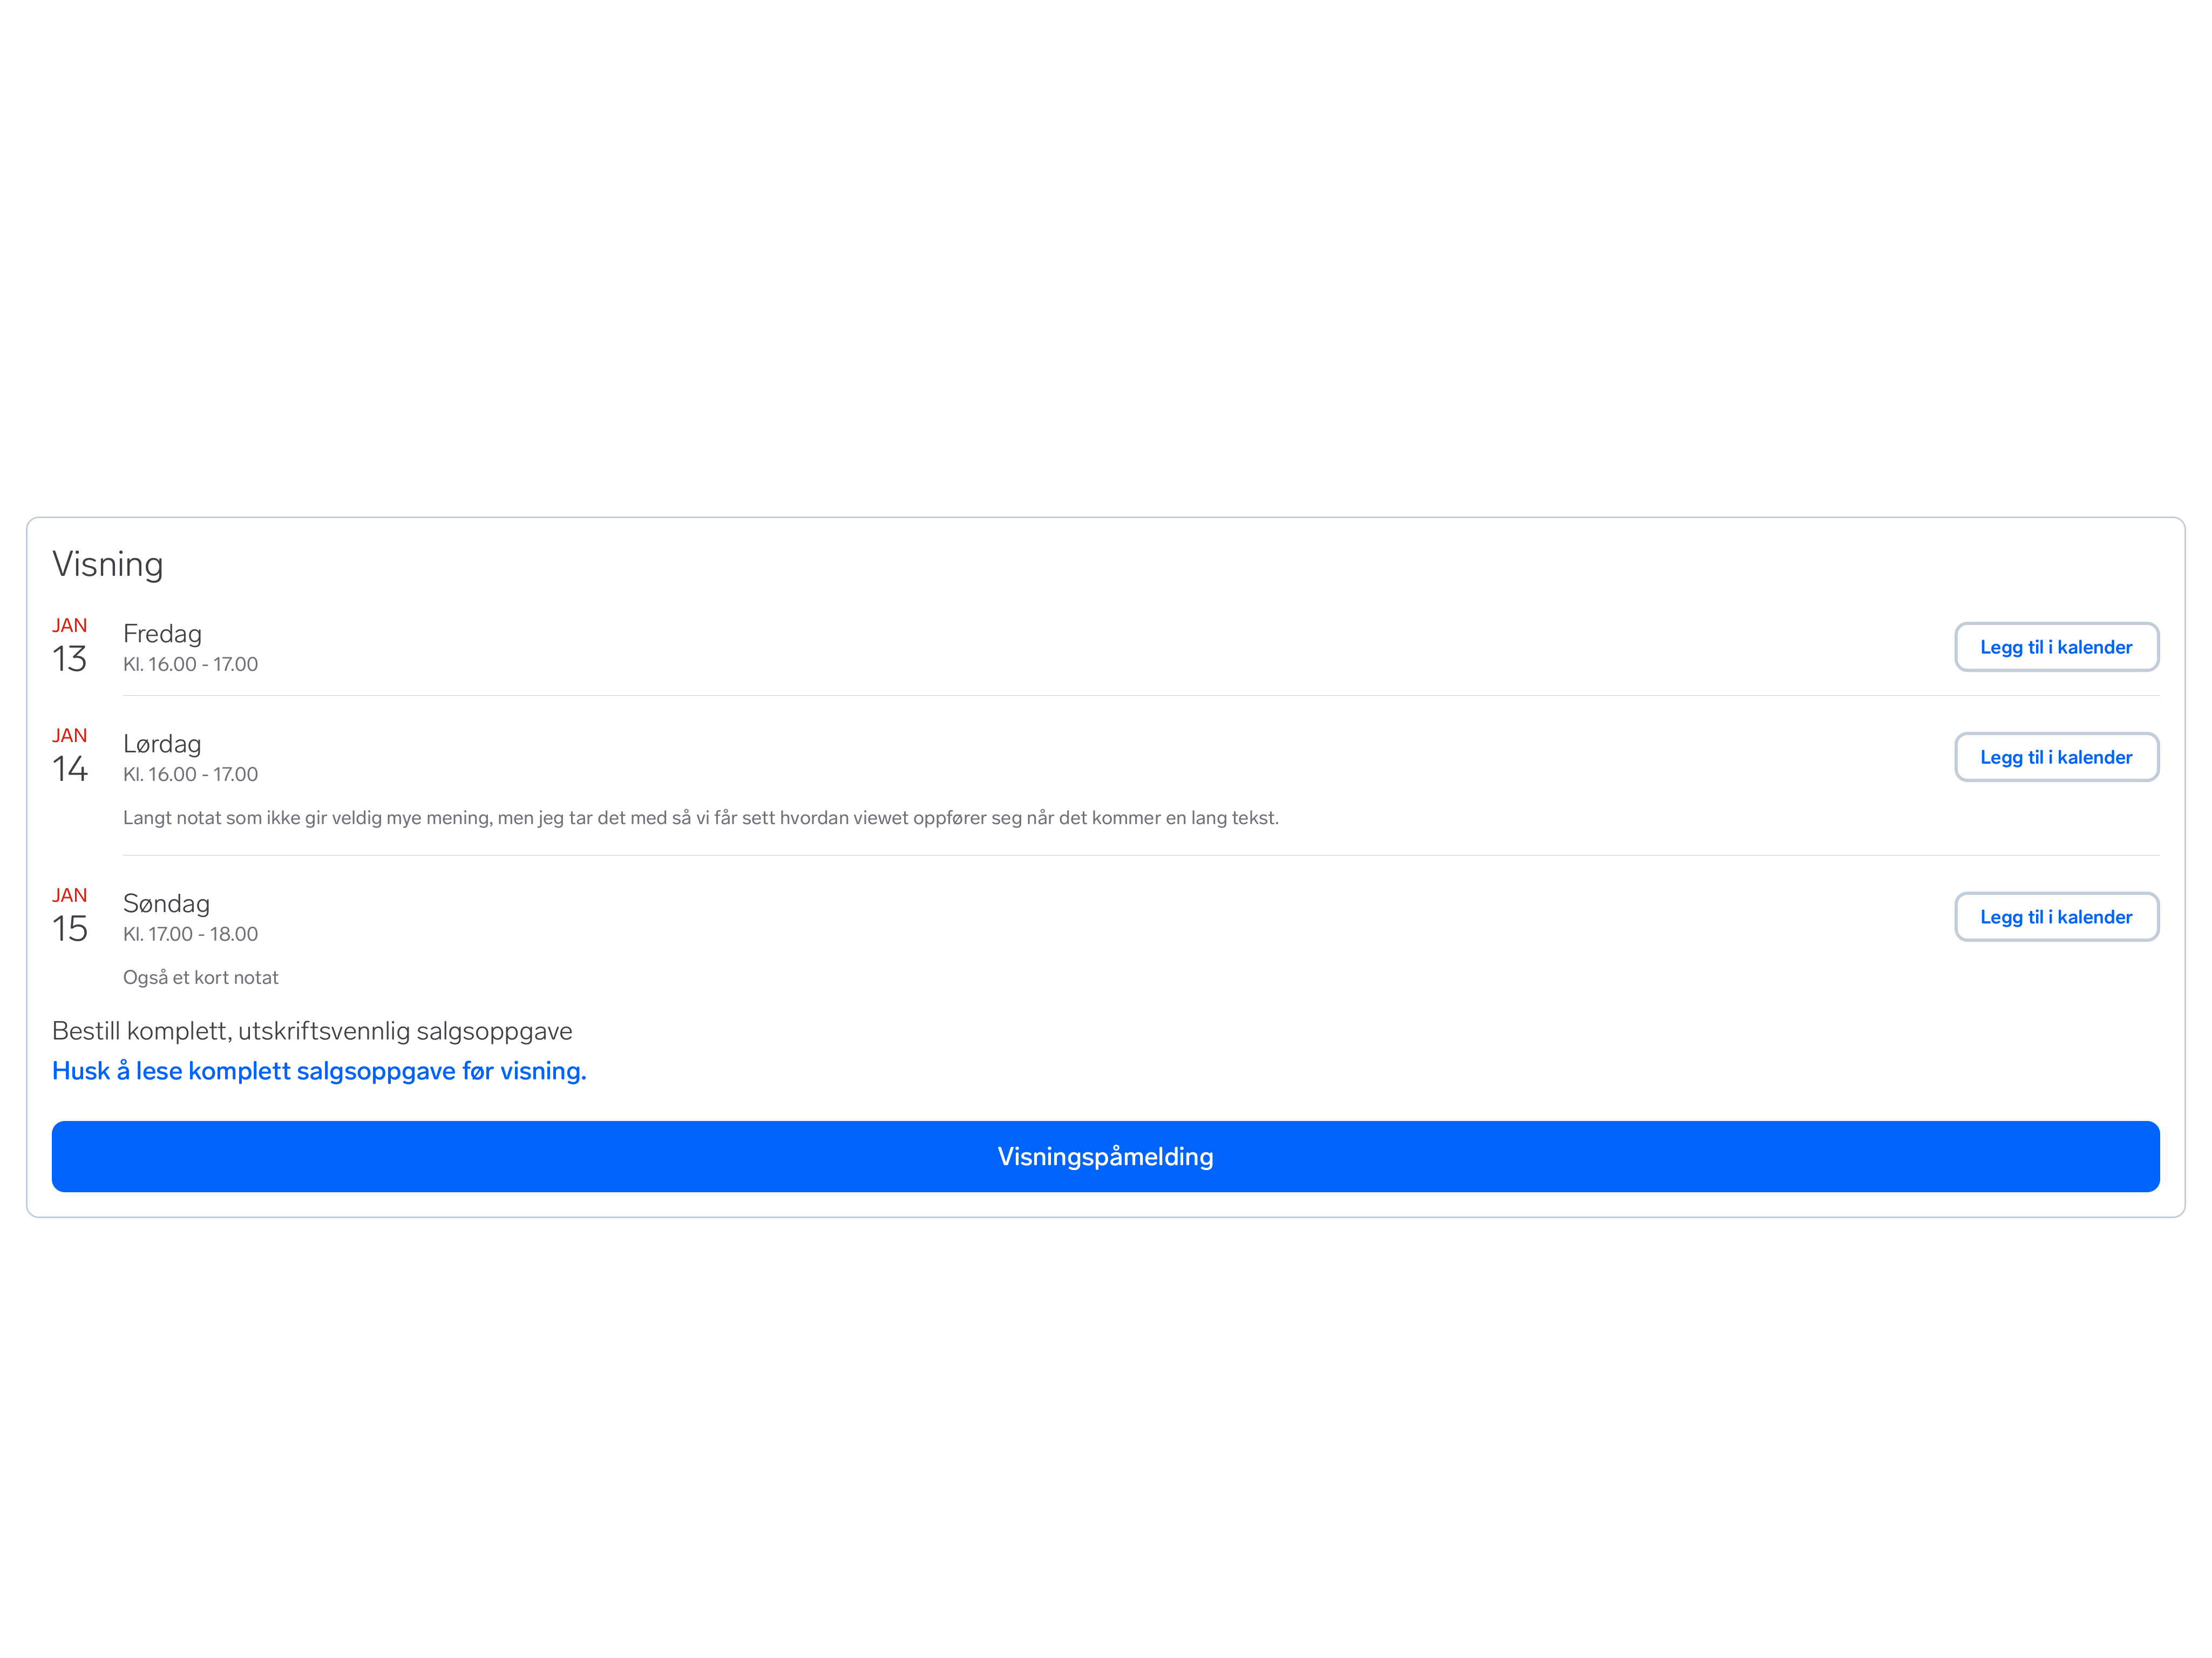 Visning
JAN
13
Fredag
Kl. 16.00 - 17.00
Legg til i kalender
JAN
14
Lørdag
Kl. 16.00 - 17.00
Legg til i kalender
Langt notat som ikke gir veldig mye mening, men jeg tar det med så vi får sett hvordan viewet oppfører seg når det kommer en lang tekst.
JAN
15
Søndag
Kl. 17.00 - 18.00
Legg til i kalender
Også et kort notat
Bestill komplett, utskriftsvennlig salgsoppgave
Husk å lese komplett salgsoppgave før visning.
Visningspåmelding